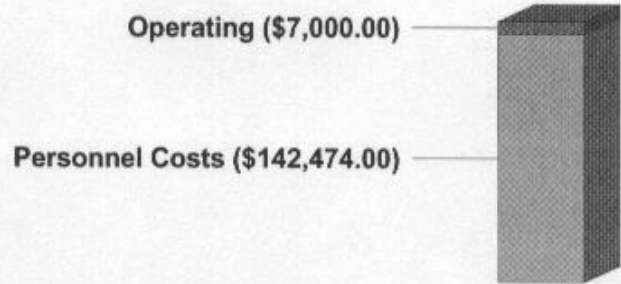 Operating ($7,000.00)
Personnel Costs ($142,474.00)